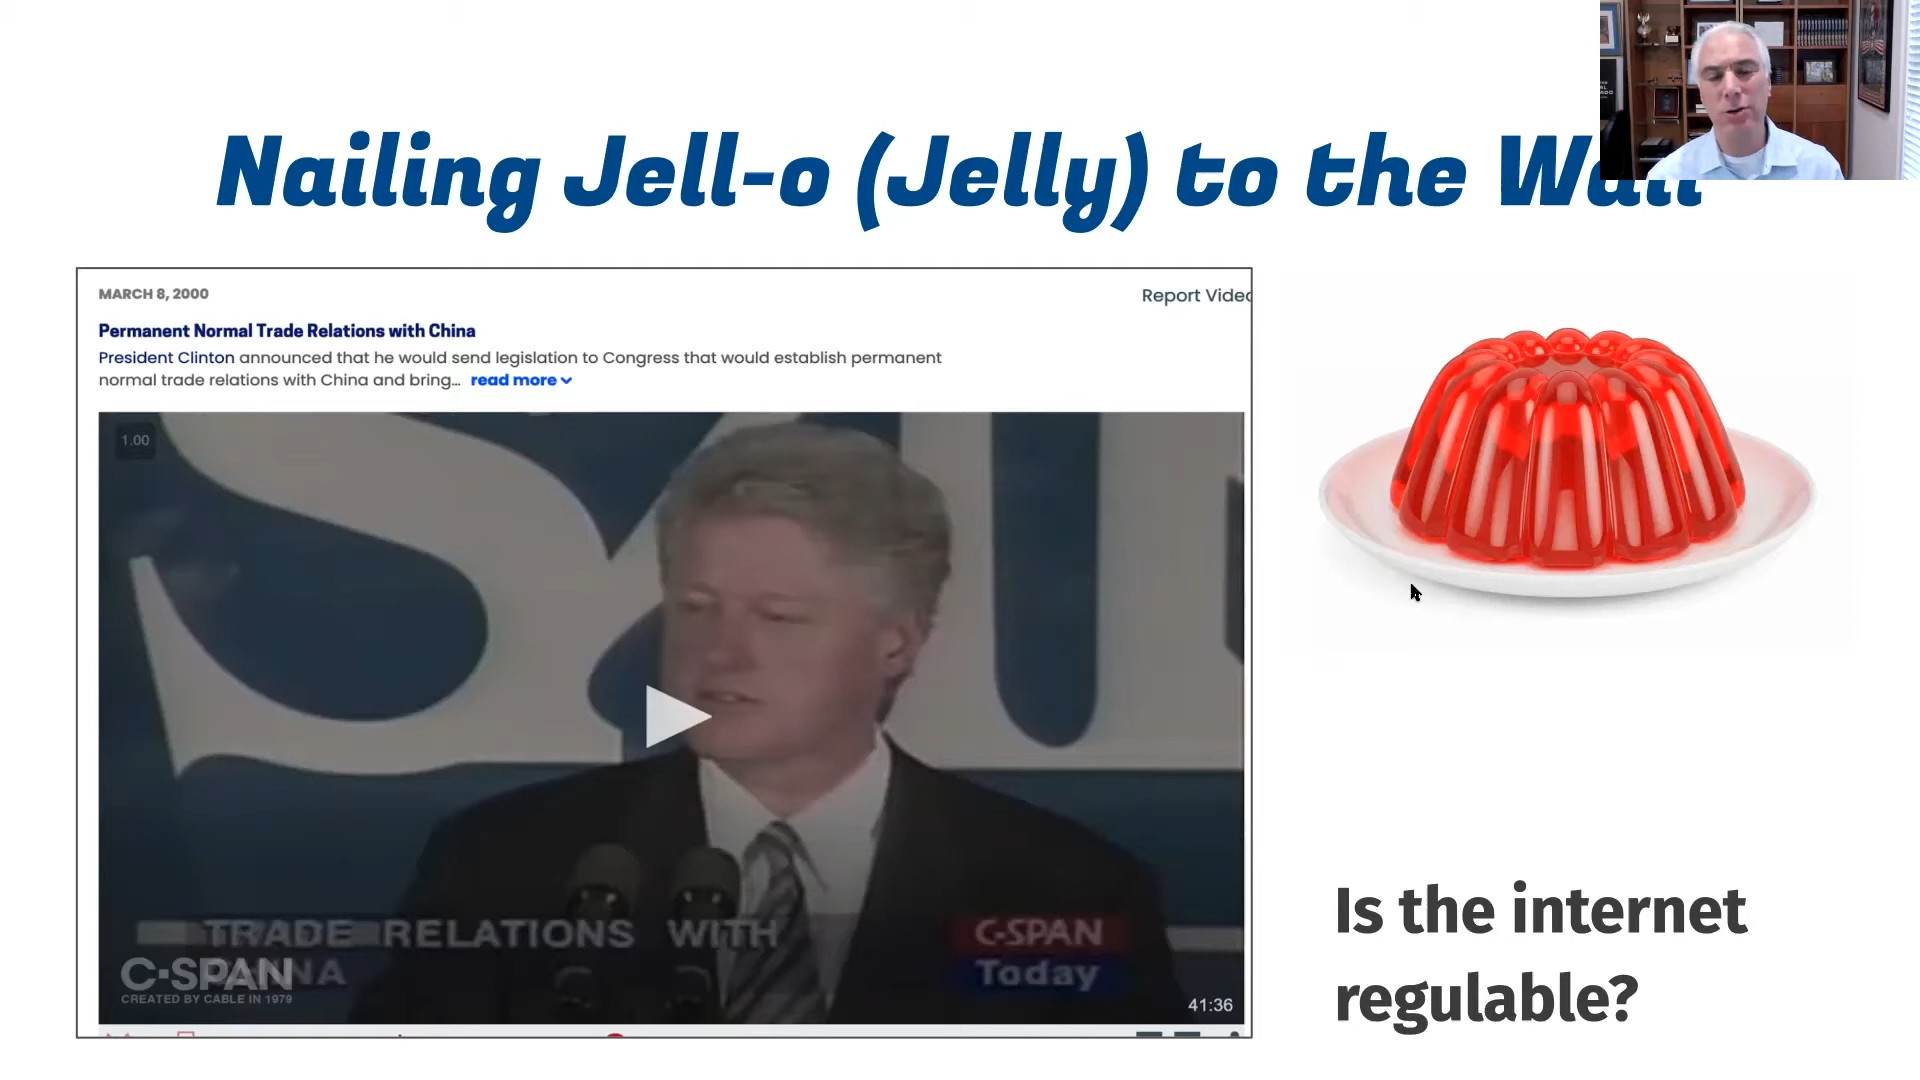 Nailing Jell-o (Jelly) to the Wall
MARCH 8, 2000
Report Video
Permanent Normal Trade Relations with China
President Clinton announced that he would send legislation to Congress that would establish permanent
normal trade relations with China and bring... read more
1.00
TRADE RELATIONS WITH
C-SPAN
Today
C-SPAN
CREATED BY CABLE IN 1979
41:36
Is the internet
regulable?